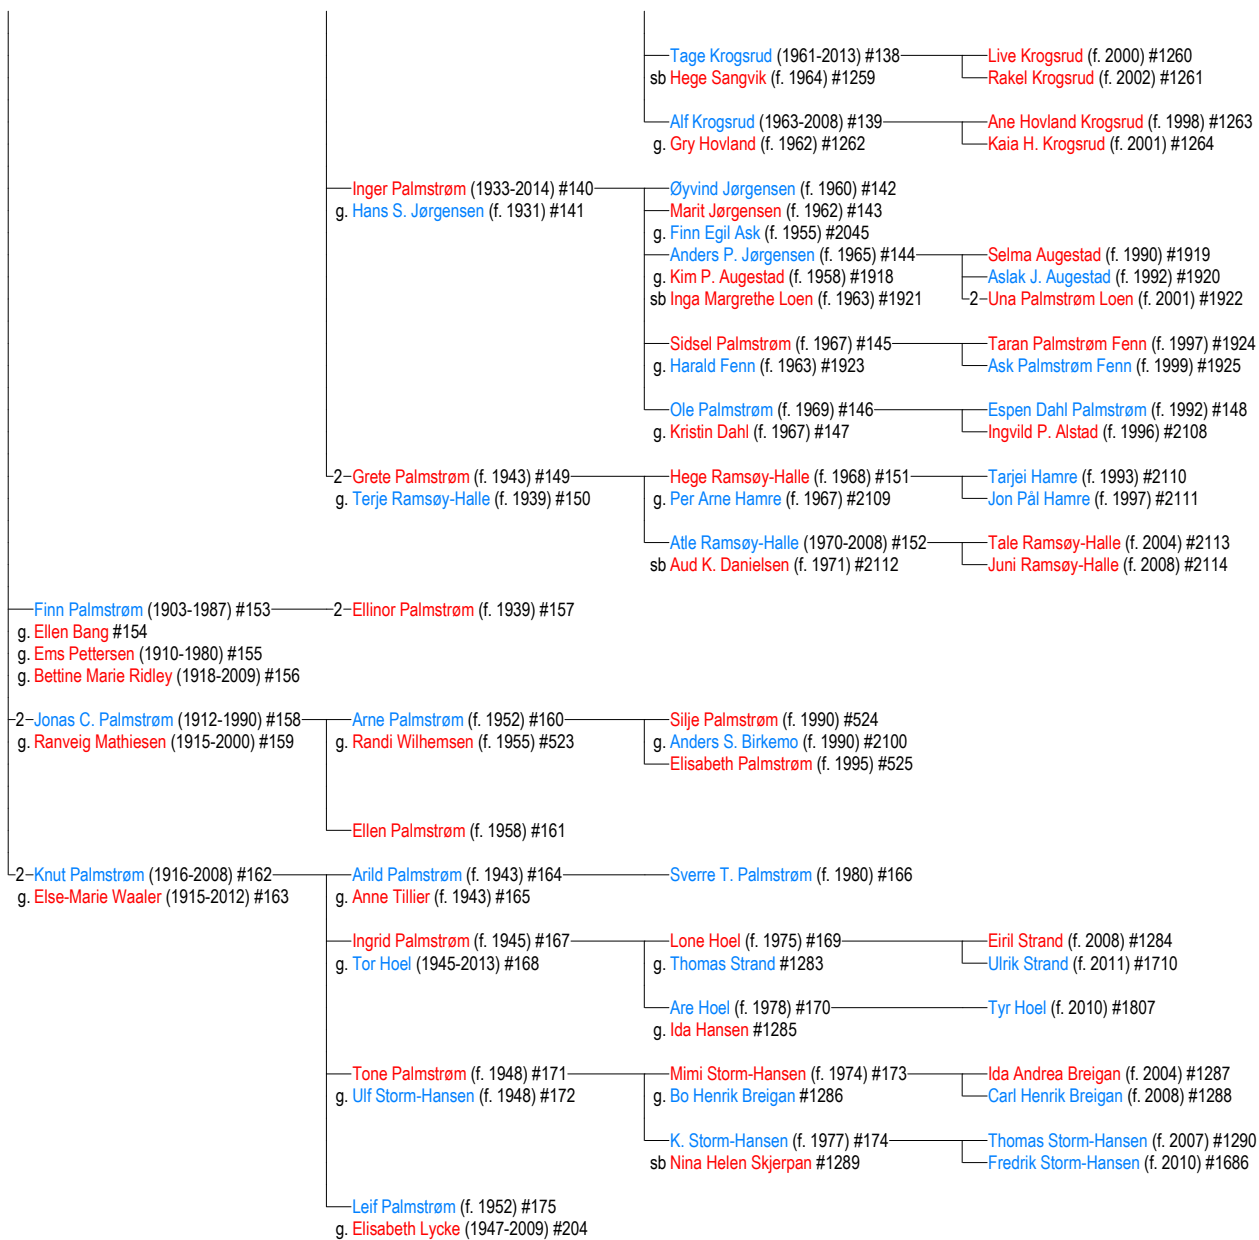 Tage Krogsrud (1961-2013) #138 Live Krogsrud (f. 2000) #1260
sb Hege Sangvik (f. 1964) #1259 Rakel Krogsrud (f. 2002) #1261
Alf Krogsrud (1963-2008) #139 Ane Hovland Krogsrud (f. 1998) #1263
g. Gry Hovland (f. 1962) #1262 Kaia H. Krogsrud (f. 2001) #1264
Inger Palmstrøm (1933-2014) #140 Øyvind Jørgensen (f. 1960) #142
g. Hans S. Jørgensen (f. 1931) #141 Marit Jørgensen (f. 1962) #143
g. Finn Egil Ask (f. 1955) #2045
Anders P. Jørgensen (f. 1965) #144 Selma Augestad (f. 1990) #1919
g. Kim P. Augestad (f. 1958) #1918 Aslak J. Augestad (f. 1992) #1920
sb Inga Margrethe Loen (f. 1963) #1921 2 Una Palmstrøm Loen (f. 2001) #1922
Sidsel Palmstrøm (f. 1967) #145 Taran Palmstrøm Fenn (f. 1997) #1924
g. Harald Fenn (f. 1963) #1923 Ask Palmstrøm Fenn (f. 1999) #1925
Ole Palmstrøm (f. 1969) #146 Espen Dahl Palmstrøm (f. 1992) #148
g. Kristin Dahl (f. 1967) #147 Ingvild P. Alstad (f. 1996) #2108
2 Grete Palmstrøm (f. 1943) #149 Hege Ramsøy-Halle (f. 1968) #151 Tarjei Hamre (f. 1993) #2110
g. Terje Ramsøy-Halle (f. 1939) #150 g. Per Arne Hamre (f. 1967) #2109 Jon Pål Hamre (f. 1997) #2111
Atle Ramsøy-Halle (1970-2008) #152 Tale Ramsøy-Halle (f. 2004) #2113
sb Aud K. Danielsen (f. 1971) #2112 Juni Ramsøy-Halle (f. 2008) #2114
Finn Palmstrøm (1903-1987) #153 2 Ellinor Palmstrøm (f. 1939) #157
g. Ellen Bang #154
g. Ems Pettersen (1910-1980) #155
g. Bettine Marie Ridley (1918-2009) #156
2 Jonas C. Palmstrøm (1912-1990) #158 Arne Palmstrøm (f. 1952) #160 Silje Palmstrøm (f. 1990) #524
g. Ranveig Mathiesen (1915-2000) #159 g. Randi Wilhemsen (f. 1955) #523 g. Anders S. Birkemo (f. 1990) #2100
Elisabeth Palmstrøm (f. 1995) #525
Ellen Palmstrøm (f. 1958) #161
2 Knut Palmstrøm (1916-2008) #162 Arild Palmstrøm (f. 1943) #164 Sverre T. Palmstrøm (f. 1980) #166
g. Else-Marie Waaler (1915-2012) #163 g. Anne Tillier (f. 1943) #165
Ingrid Palmstrøm (f. 1945) #167 Lone Hoel (f. 1975) #169 Eiril Strand (f. 2008) #1284
g. Tor Hoel (1945-2013) #168 g. Thomas Strand #1283 Ulrik Strand (f. 2011) #1710
Are Hoel (f. 1978) #170 Tyr Hoel (f. 2010) #1807
g. Ida Hansen #1285
Tone Palmstrøm (f. 1948) #171 Mimi Storm-Hansen (f. 1974) #173 Ida Andrea Breigan (f. 2004) #1287
g. Ulf Storm-Hansen (f. 1948) #172 g. Bo Henrik Breigan #1286 Carl Henrik Breigan (f. 2008) #1288
K. Storm-Hansen (f. 1977) #174 Thomas Storm-Hansen (f. 2007) #1290
sb Nina Helen Skjerpan #1289 Fredrik Storm-Hansen (f. 2010) #1686
Leif Palmstrøm (f. 1952) #175
g. Elisabeth Lycke (1947-2009) #204